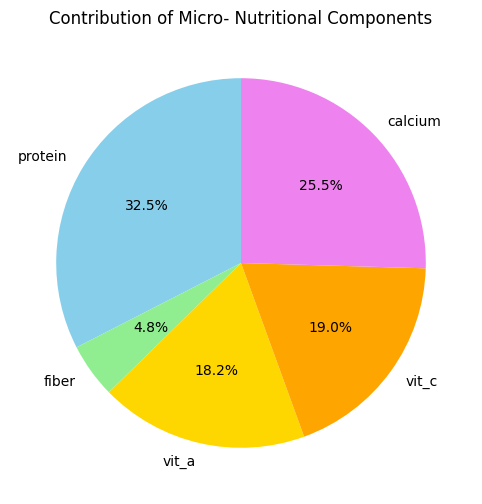 Contribution of Micro- Nutritional Components
calcium
protein
25.5%
32.5%
4.8%
19.0%
18.2%
fiber
vit_c
vit_a